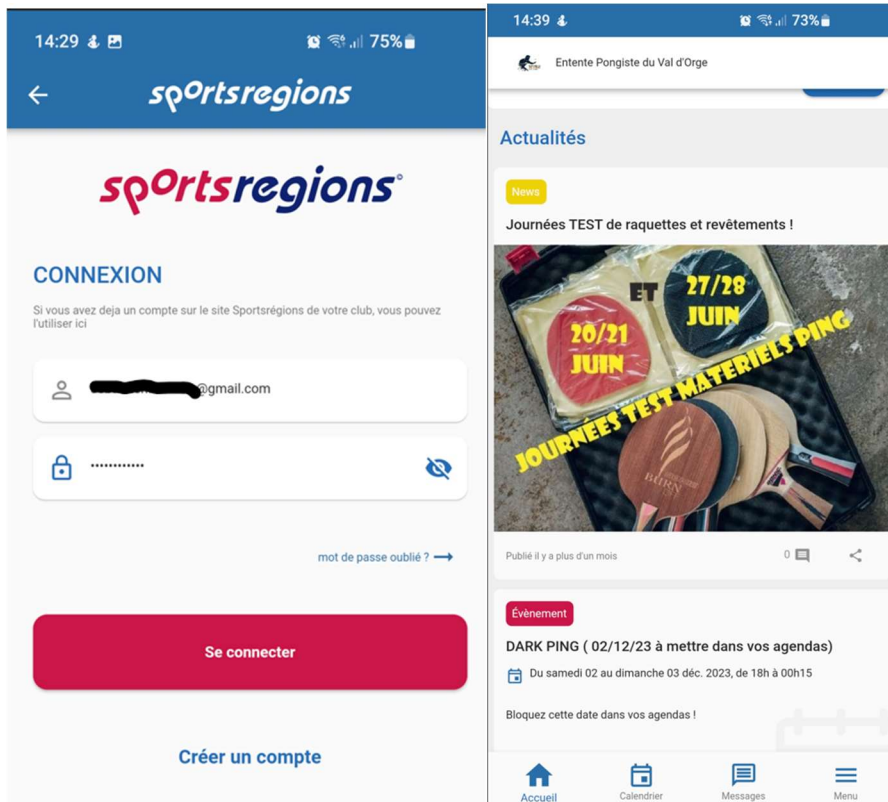 14:29
75%
sportsregions
sportsregions
CONNEXION
Si vous avez deja un compte sur le site Sportsrégions de votre club, vous pouvez
l'utiliser ici
@gmail.com
mot de passe oublié ?
Se connecter
Créer un compte
14:39
73%
Entente Pongiste du Val d'Orge
Actualités
News
Journées TEST de raquettes et revêtements !
ET
27/28
JUIN
20/21
JUIN
JOURNÉES TEST MATERIELS PING
BURN
Publié il y a plus d'un mois
0
Évènement
DARK PING ( 02/12/23 à mettre dans vos agendas)
Du samedi 02 au dimanche 03 déc. 2023, de 18h à 00h15
Bloquez cette date dans vos agendas !
Accueil
Calendrier
Messages
Menu